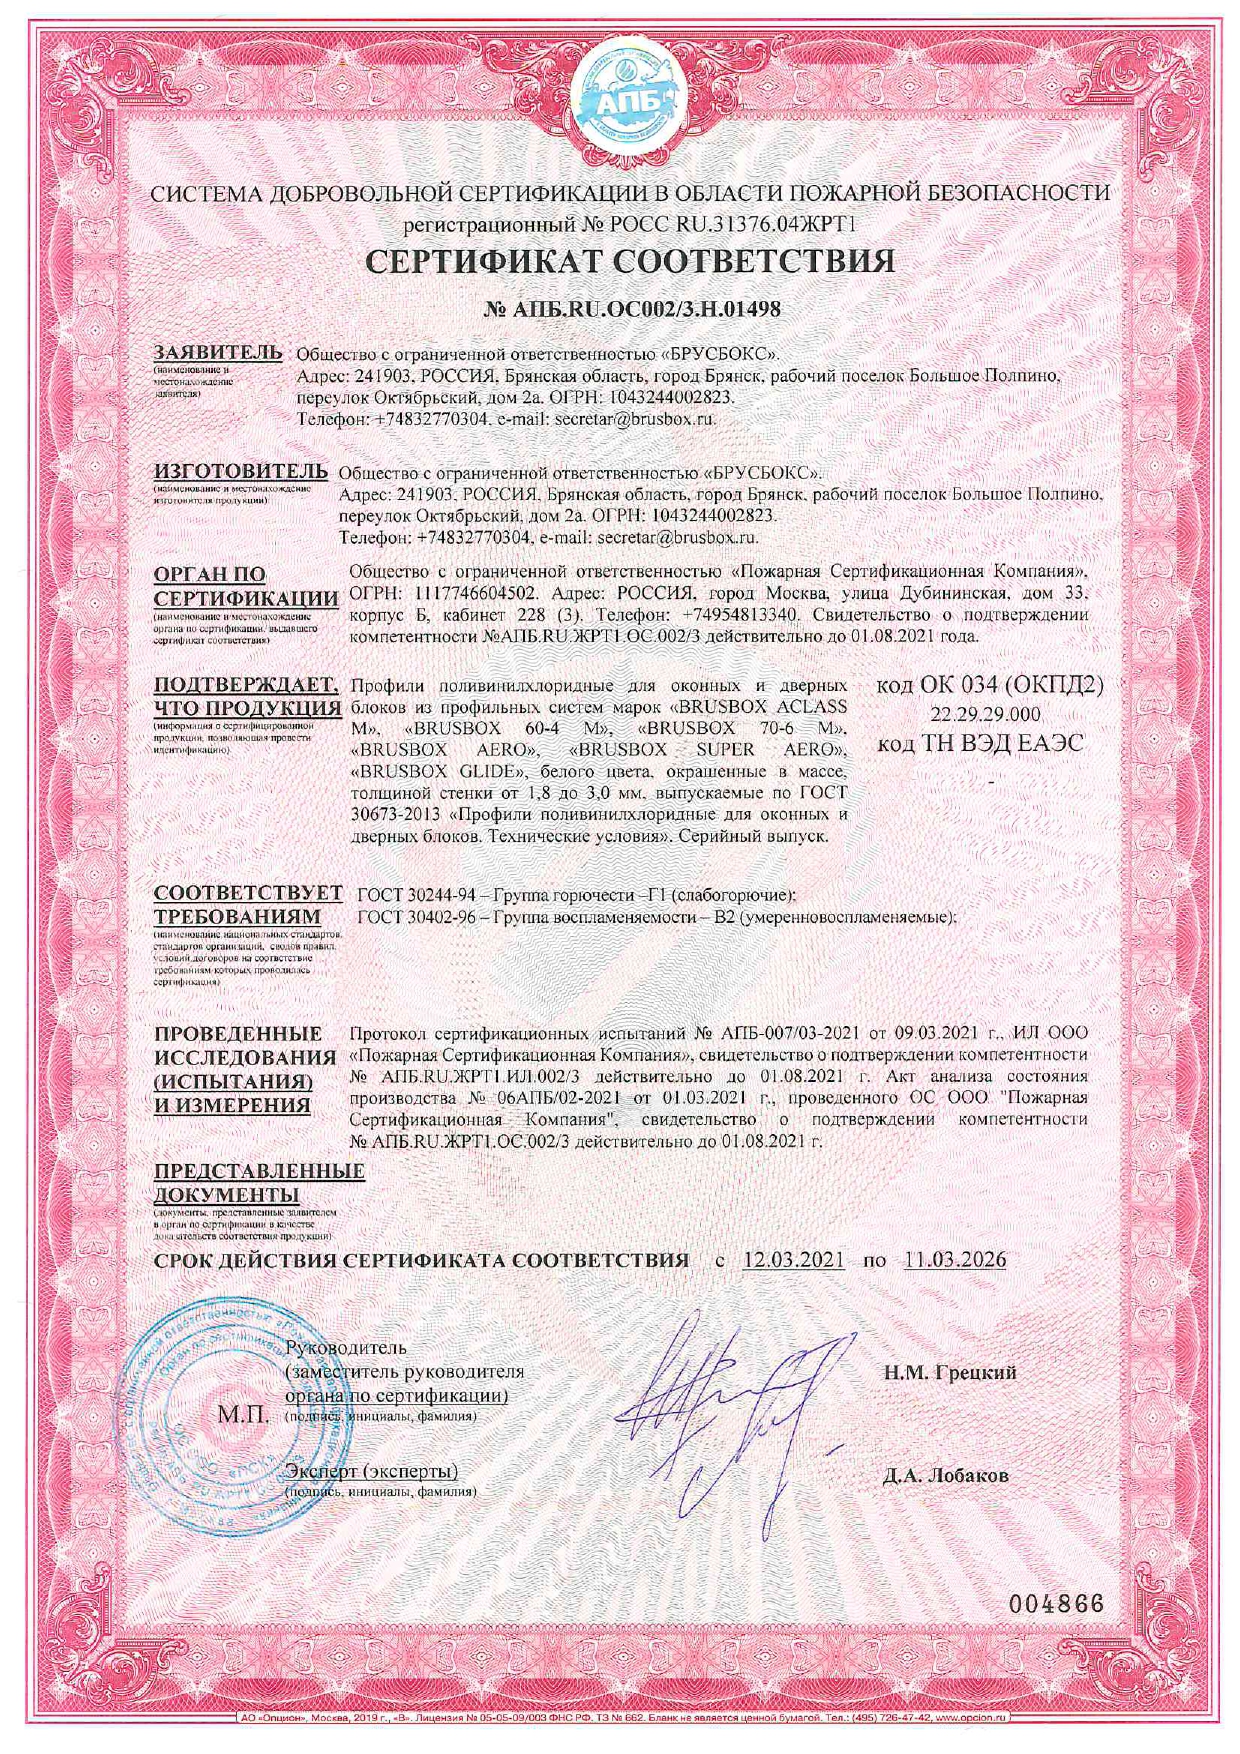 АПБ
СИСТЕМА ДОБРОВОЛЬНОЙ СЕРТИФИКАЦИИ В ОБЛАСТИ ПОЖАРНОЙ БЕЗОПАСНОСТИ
регистрационный № РОСС RU.31376.04ЖРТ1
СЕРТИФИКАТ СООТВЕТСТВИЯ
№ АПБ.RU.OC002/3.H.01498
ЗАЯВИТЕЛЬ
(наименование и
местонахождение
заявителя)
Общество с ограниченной ответственностью «БРУСБОКС».
Адрес: 241903, РОССИЯ, Брянская область, город Брянск, рабочий поселок Большое Полпино,
переулок Октябрьский, дом 2а. ОГРН: 1043244002823.
Телефон: +74832770304, e-mail: secretar@brusbox.ru.
ИЗГОТОВИТЕЛЬ
(наименование и местонахождение
изготовителя продукции)
Общество с ограниченной ответственностью «БРУСБОКС».
Адрес: 241903, РОССИЯ, Брянская область, город Брянск, рабочий поселок Большое Полпино,
переулок Октябрьский, дом 2а. ОГРН: 1043244002823.
Телефон: +74832770304, e-mail: secretar@brusbox.ru.
ОРГАН ПО
СЕРТИФИКАЦИИ
(наименование и местонахождение
органа по сертификации, выдавшего
сертификат соответствия)
Общество с ограниченной ответственностью «Пожарная Сертификационная Компания».
ОГРН: 1117746604502. Адрес: РОССИЯ, город Москва, улица Дубининская, дом 33,
корпус Б, кабинет 228 (3). Телефон: +74954813340. Свидетельство о подтверждении
компетентности №АПБ.RU.ЖРТ1.ОС.002/3 действительно до 01.08.2021 года.
ПОДТВЕРЖДАЕТ,
ЧТО ПРОДУКЦИЯ
(информация о сертифицированной
продукции, позволяющая провести
идентификацию)
Профили поливинилхлоридные для оконных и дверных
блоков из профильных систем марок «BRUSBOX ACLASS
M», «BRUSBOX 60-4 M», «BRUSBOX 70-6 M»,
«BRUSBOX AERO», «BRUSBOX SUPER AERO»,
«BRUSBOX GLIDE», белого цвета, окрашенные в массе,
толщиной стенки от 1,8 до 3,0 мм, выпускаемые по ГОСТ
30673-2013 «Профили поливинилхлоридные для оконных и
дверных блоков. Технические условия». Серийный выпуск.
код ОК 034 (ОКПД2)
22.29.29.000
код ТН ВЭД ЕАЭС
-
СООТВЕТСТВУЕТ
ТРЕБОВАНИЯМ
(наименование национальных стандартов,
стандартов организаций, сводов правил,
условий договоров на соответствие
требованиям которых проводилась
сертификация)
ГОСТ 30244-94 – Группа горючести –Г1 (слабогорючие);
ГОСТ 30402-96 – Группа воспламеняемости – В2 (умеренновоспламеняемые);
ПРОВЕДЕННЫЕ
ИССЛЕДОВАНИЯ
(ИСПЫТАНИЯ)
И ИЗМЕРЕНИЯ
Протокол сертификационных испытаний № АПБ-007/03-2021 от 09.03.2021 г., ИЛ ООО
«Пожарная Сертификационная Компания», свидетельство о подтверждении компетентности
№ АПБ.RU.ЖРТ1.ИЛ.002/3 действительно до 01.08.2021 г. Акт анализа состояния
производства № 06АПБ/02-2021 от 01.03.2021 г., проведенного ОС ООО "Пожарная
Сертификационная Компания", свидетельство о подтверждении компетентности
№ АПБ.RU.ЖРТ1.ОС.002/3 действительно до 01.08.2021 г.
ПРЕДСТАВЛЕННЫЕ
ДОКУМЕНТЫ
(документы, представленные заявителем
в орган по сертификации в качестве
доказательств соответствия продукции)
СРОК ДЕЙСТВИЯ СЕРТИФИКАТА СООТВЕТСТВИЯ с 12.03.2021 по 11.03.2026
Руководитель
(заместитель руководителя
органа по сертификации)
(подпись, инициалы, фамилия)
Н.М. Грецкий
М.П.
Эксперт (эксперты)
(подпись, инициалы, фамилия)
Д.А. Лобаков
004866
АО «Опцион», Москва, 2019 г., «В». Лицензия № 05-05-09/003 ФНС РФ. ТЗ № 662. Бланк не является ценной бумагой. Тел.: (495) 726-47-42, www.opcion.ru